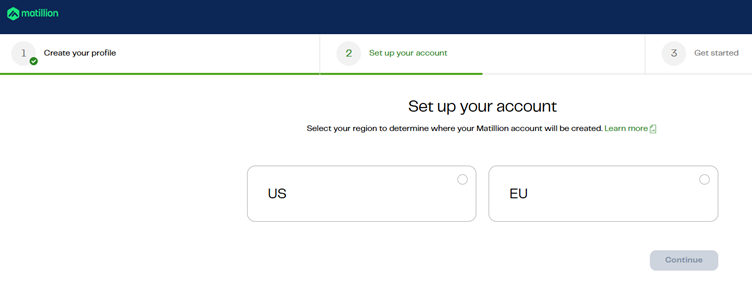 matillion
1 Create your profile
2 Set up your account
3 Get started
Set up your account
Select your region to determine where your Matillion account will be created. Learn more
US
EU
Continue